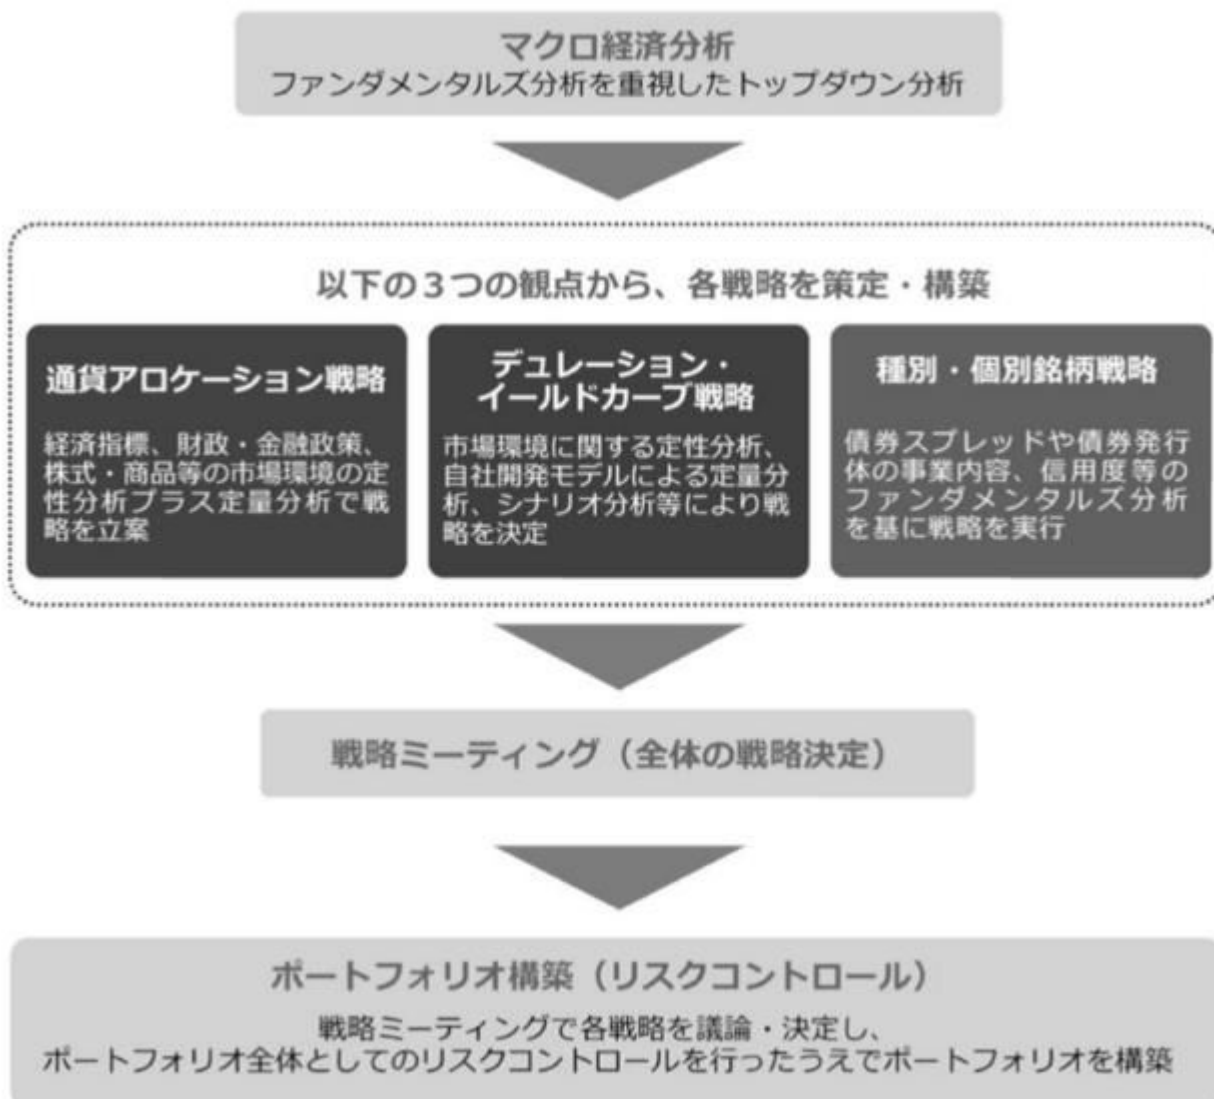 マクロ経済分析
ファンダメンタルズ分析を重視したトップダウン分析
以下の３つの観点から、各戦略を策定・構築
通貨アロケーション戦略
経済指標、財政・金融政策、
株式・商品等の市場環境の定
性分析プラス定量分析で戦
略を立案
デュレーション・
イールドカーブ戦略
市場環境に関する定性分析、
自社開発モデルによる定量分
析、シナリオ分析等により戦
略を決定
種別・個別銘柄戦略
債券スプレッドや債券発行
体の事業内容、信用度等の
ファンダメンタルズ分析
を基に戦略を実行
戦略ミーティング（全体の戦略決定）
ポートフォリオ構築（リスクコントロール）
戦略ミーティングで各戦略を議論・決定し、
ポートフォリオ全体としてのリスクコントロールを行ったうえでポートフォリオを構築